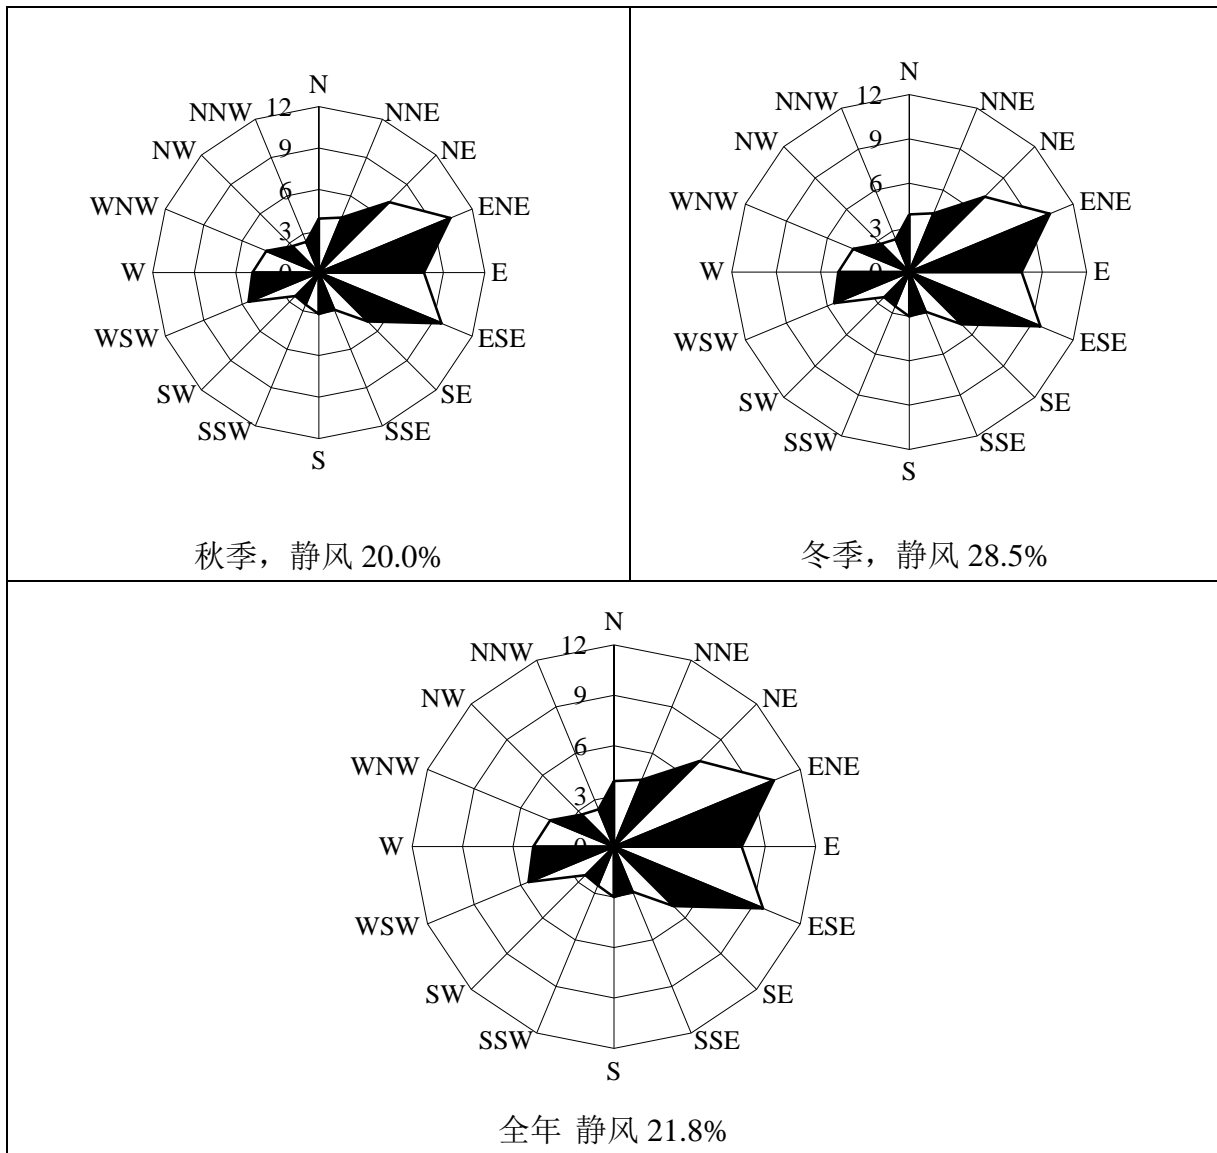 N
NNW 12 NNE
NW 9 NE
WNW 6 ENE
3
W 0 E
WSW ESE
SW SE
SSW SSE
S
秋季，静风 20.0%
N
NNW 12 NNE
NW 9 NE
WNW 6 ENE
3
W 0 E
WSW ESE
SW SE
SSW SSE
S
冬季，静风 28.5%
N
NNW 12 NNE
NW 9 NE
WNW 6 ENE
3
W 0 E
WSW ESE
SW SE
SSW SSE
S
全年 静风 21.8%